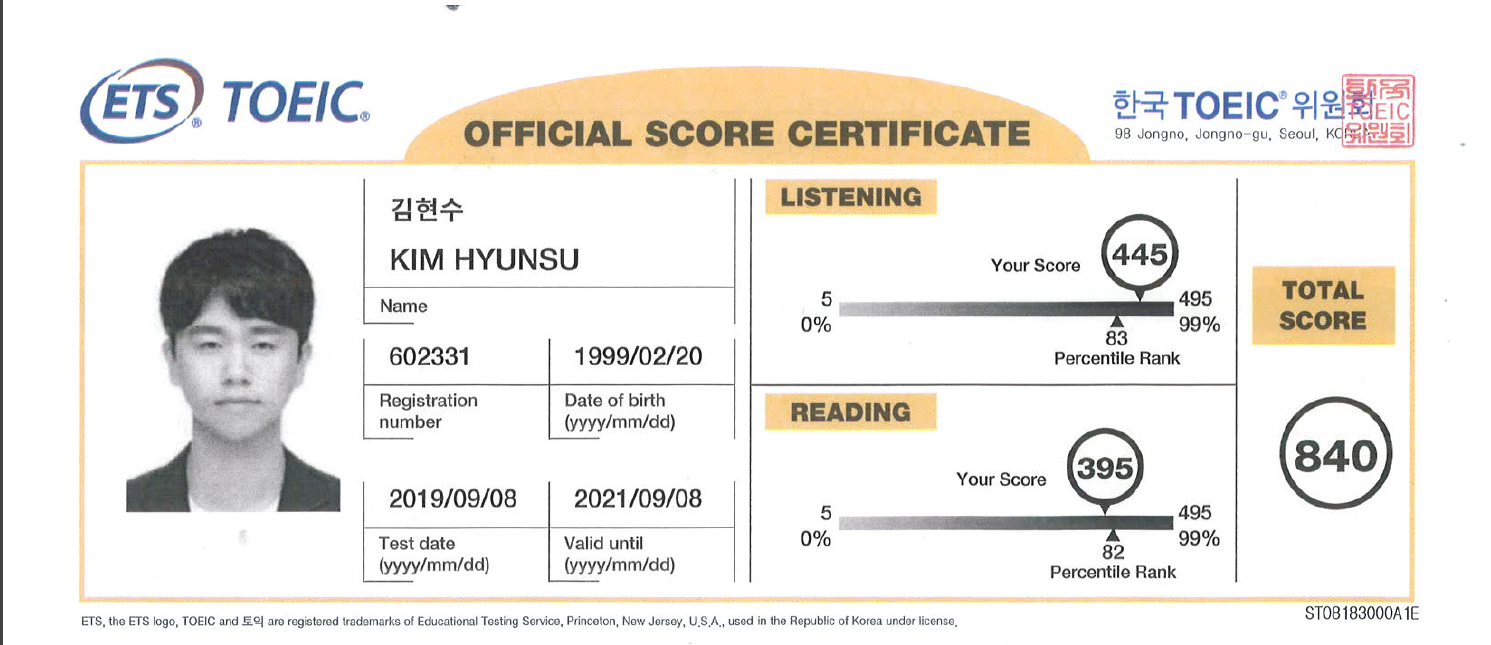 ETS® TOEIC®
OFFICIAL SCORE CERTIFICATE
한국 TOEIC® 위원회
98 Jongno, Jongno-gu, Seoul, KOREA
김현수
KIM HYUNSU
Name
602331
Registration
number
1999/02/20
Date of birth
(yyyy/mm/dd)
2019/09/08
Test date
(yyyy/mm/dd)
2021/09/08
Valid until
(yyyy/mm/dd)
LISTENING
Your Score 445
5 495
0% 99%
83
Percentile Rank
READING
Your Score 395
5 495
0% 99%
82
Percentile Rank
TOTAL
SCORE
840
ST08183000A1E
ETS, the ETS logo, TOEIC and 토익 are registered trademarks of Educational Testing Service, Princeton, New Jersey, U.S.A., used in the Republic of Korea under license.